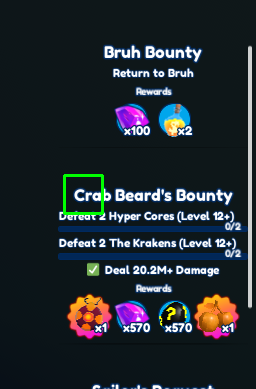 Bruh Bounty
Return to Bruh
Rewards
x100 x2
Crab Beard's Bounty
Defeat 2 Hyper Cores (Level 12+)
0/2
Defeat 2 The Krakens (Level 12+)
0/2
✅ Deal 20.2M+ Damage
Rewards
x1 x570 ? x570 x1